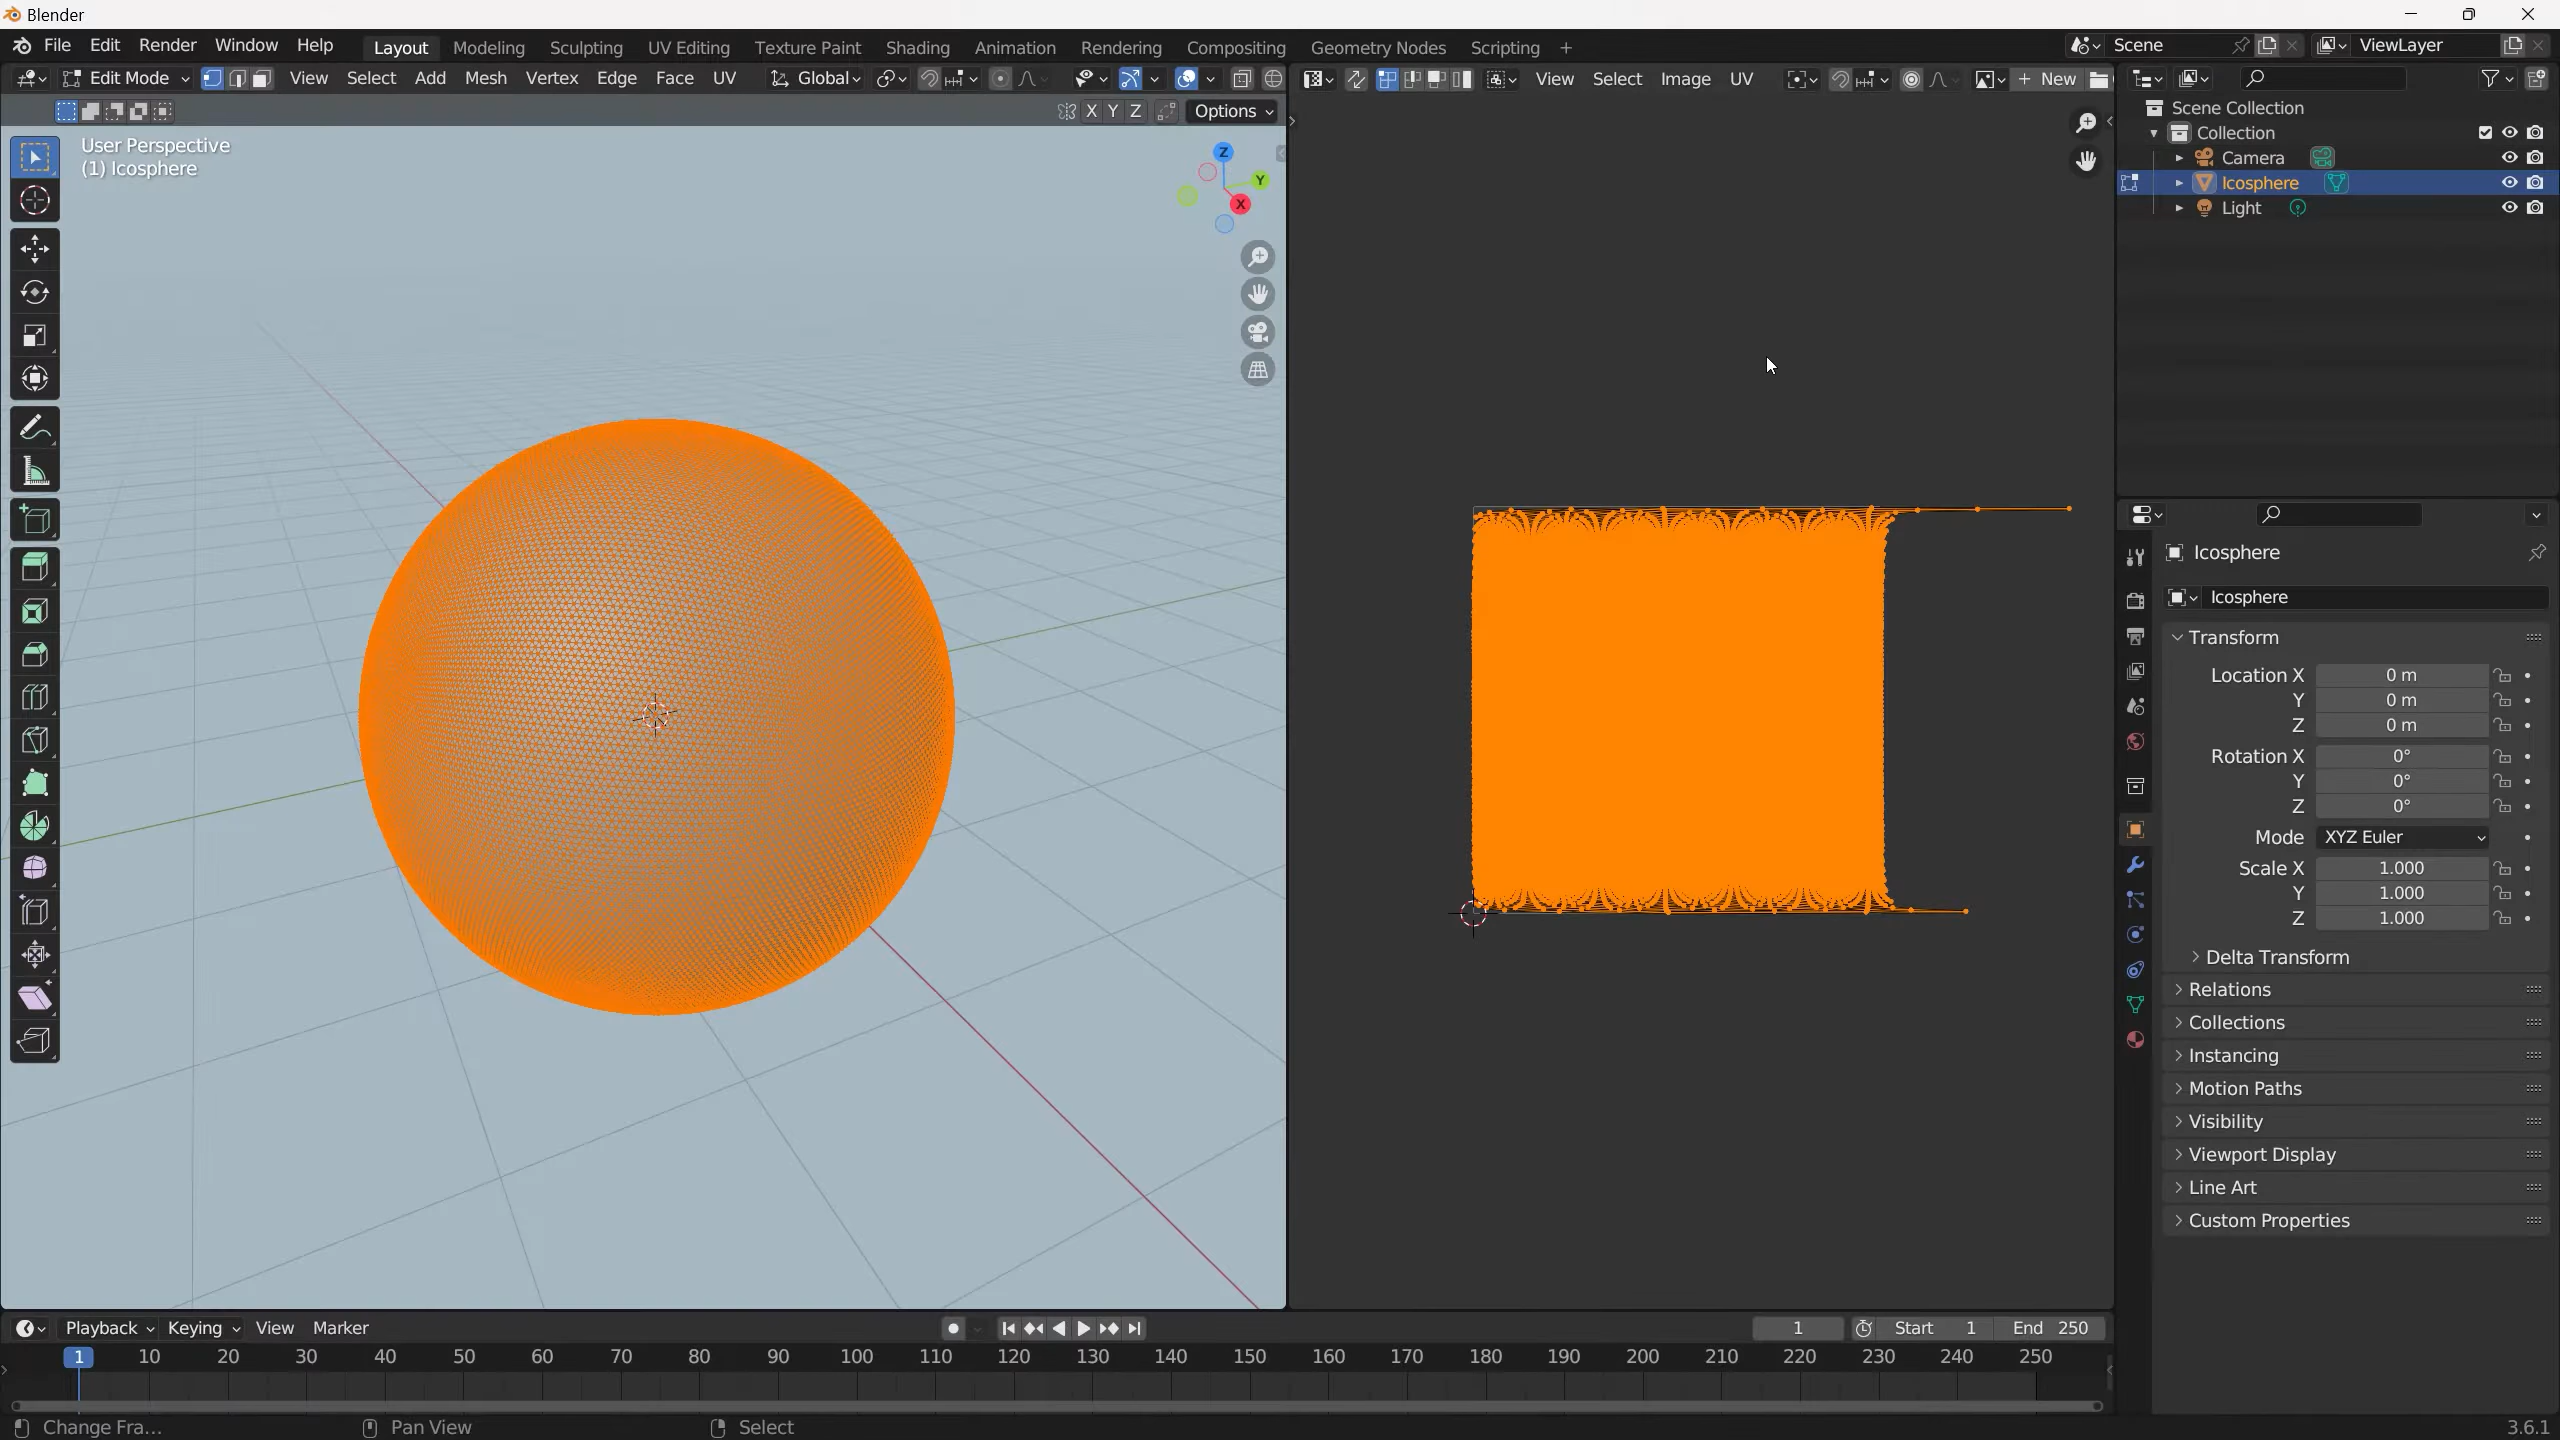 Blender
File Edit Render Window Help Layout Modeling Sculpting UV Editing Texture Paint Shading Animation Rendering Compositing Geometry Nodes Scripting + Scene ViewLayer
Edit Mode View Select Add Mesh Vertex Edge Face UV Global
View Select Image UV + New
X Y Z Options
User Perspective
(1) Icosphere
Z
Y
X
Scene Collection
Collection
Camera
Icosphere
Light
Icosphere
Icosphere
Transform
Location X 0 m
Y 0 m
Z 0 m
Rotation X 0°
Y 0°
Z 0°
Mode XYZ Euler
Scale X 1.000
Y 1.000
Z 1.000
Delta Transform
Relations
Collections
Instancing
Motion Paths
Visibility
Viewport Display
Line Art
Custom Properties
Playback Keying View Marker 1 Start 1 End 250
1 10 20 30 40 50 60 70 80 90 100 110 120 130 140 150 160 170 180 190 200 210 220 230 240 250
Change Fra... Pan View Select 3.6.1